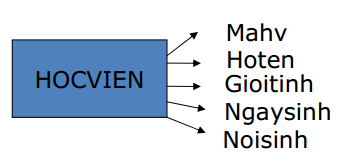 HOCVIEN
Mahv
Hoten
Gioitinh
Ngaysinh
Noisinh